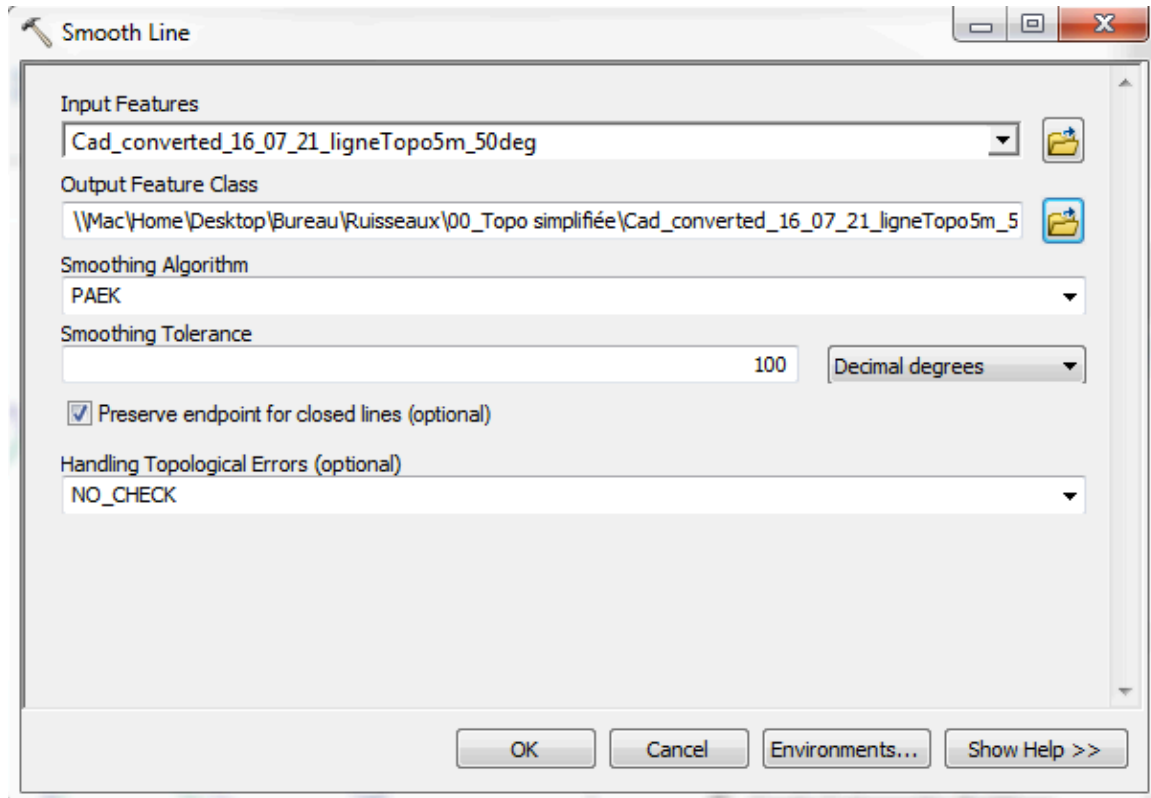 Smooth Line
Input Features
Cad_converted_16_07_21_ligneTopo5m_50deg
Output Feature Class
\\Mac\Home\Desktop\Bureau\Ruisseaux\00_Topo simplifiée\Cad_converted_16_07_21_ligneTopo5m_5
Smoothing Algorithm
PAEK
Smoothing Tolerance
100 Decimal degrees
Preserve endpoint for closed lines (optional)
Handling Topological Errors (optional)
NO_CHECK
OK Cancel Environments... Show Help >>